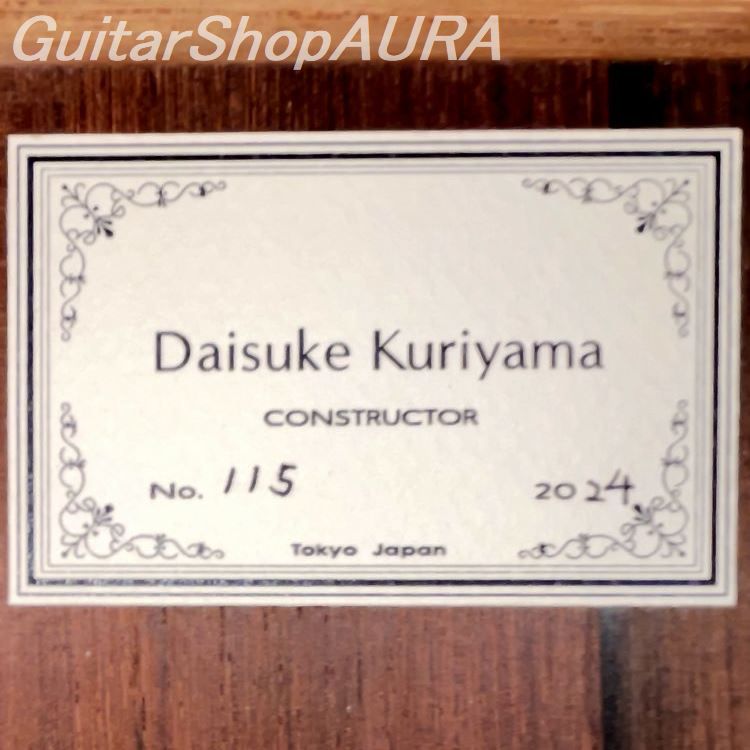 GuitarShopAURA
Daisuke Kuriyama
CONSTRUCTOR
No. 115 2024
Tokyo Japan